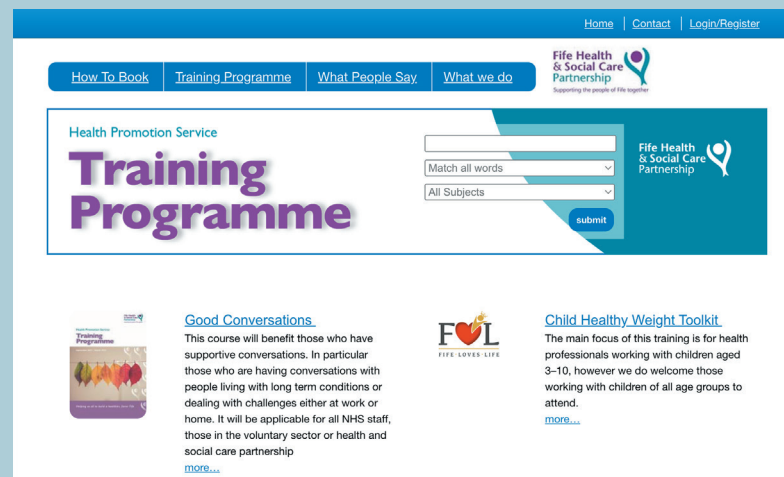 Home Contact Login/Register
How To Book Training Programme What People Say What we do
Fife Health
& Social Care
Partnership
Supporting the people of Fife together
Health Promotion Service
Training
Programme
Match all words
All Subjects
submit
Fife Health
& Social Care
Partnership
Training
Programme
Good Conversations
This course will benefit those who have
supportive conversations. In particular
those who are having conversations with
people living with long term conditions or
dealing with challenges either at work or
home. It will be applicable for all NHS staff,
those in the voluntary sector or health and
social care partnership
more...
FOL
FIFE·LOVES·LIFE
Child Healthy Weight Toolkit
The main focus of this training is for health
professionals working with children aged
3–10, however we do welcome those
working with children of all age groups to
attend.
more...